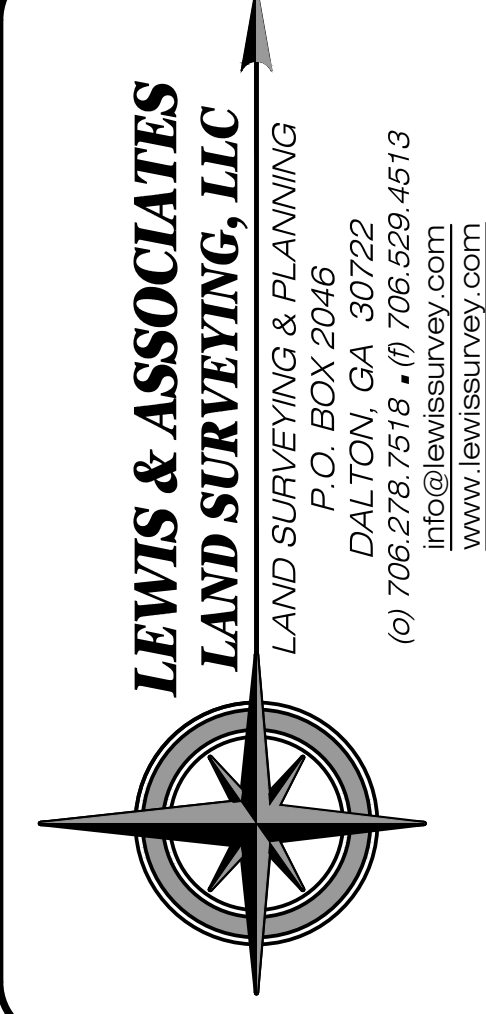 LEWIS & ASSOCIATES
LAND SURVEYING, LLC
LAND SURVEYING & PLANNING
P.O. BOX 2046
DALTON, GA 30722
(o) 706.278.7518 ▪ (f) 706.529.4513
info@lewissurvey.com
www.lewissurvey.com